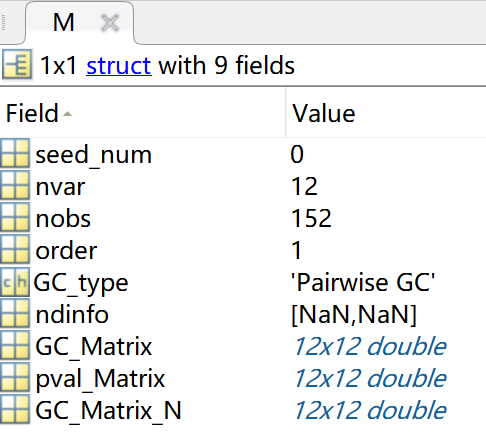 M
1x1 struct with 9 fields
Field Value
seed_num 0
nvar 12
nobs 152
order 1
ch GC_type 'Pairwise GC'
ndinfo [NaN,NaN]
GC_Matrix 12x12 double
pval_Matrix 12x12 double
GC_Matrix_N 12x12 double